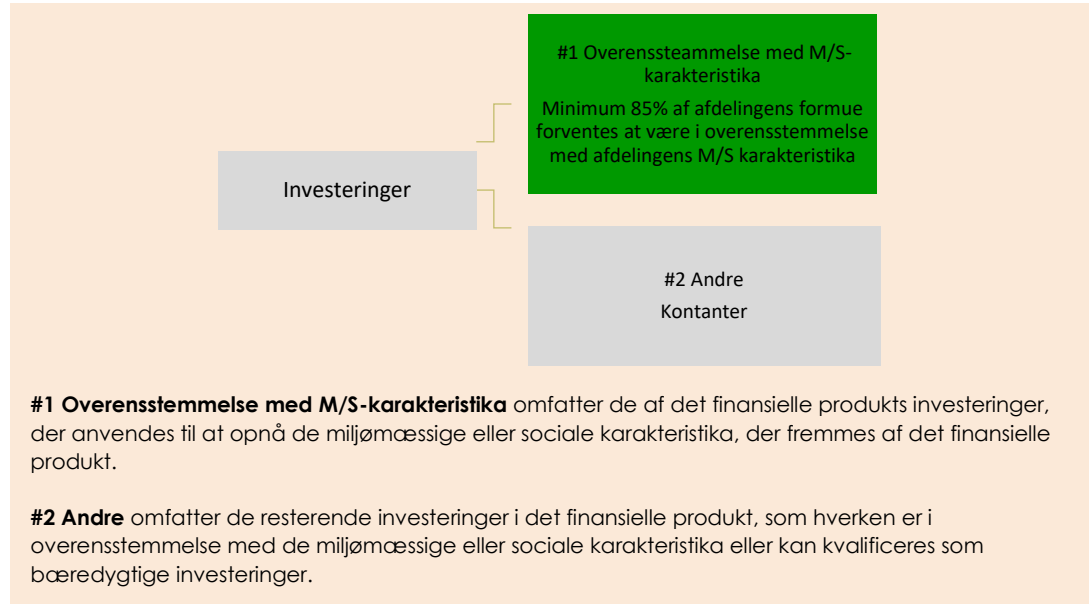 #1 Overenssteammelse med M/S-
karakteristika
Minimum 85% af afdelingens formue
forventes at være i overensstemmelse
med afdelingens M/S karakteristika
Investeringer
#2 Andre
Kontanter
#1 Overensstemmelse med M/S-karakteristika omfatter de af det finansielle produkts investeringer,
der anvendes til at opnå de miljømæssige eller sociale karakteristika, der fremmes af det finansielle
produkt.
#2 Andre omfatter de resterende investeringer i det finansielle produkt, som hverken er i
overensstemmelse med de miljømæssige eller sociale karakteristika eller kan kvalificeres som
bæredygtige investeringer.